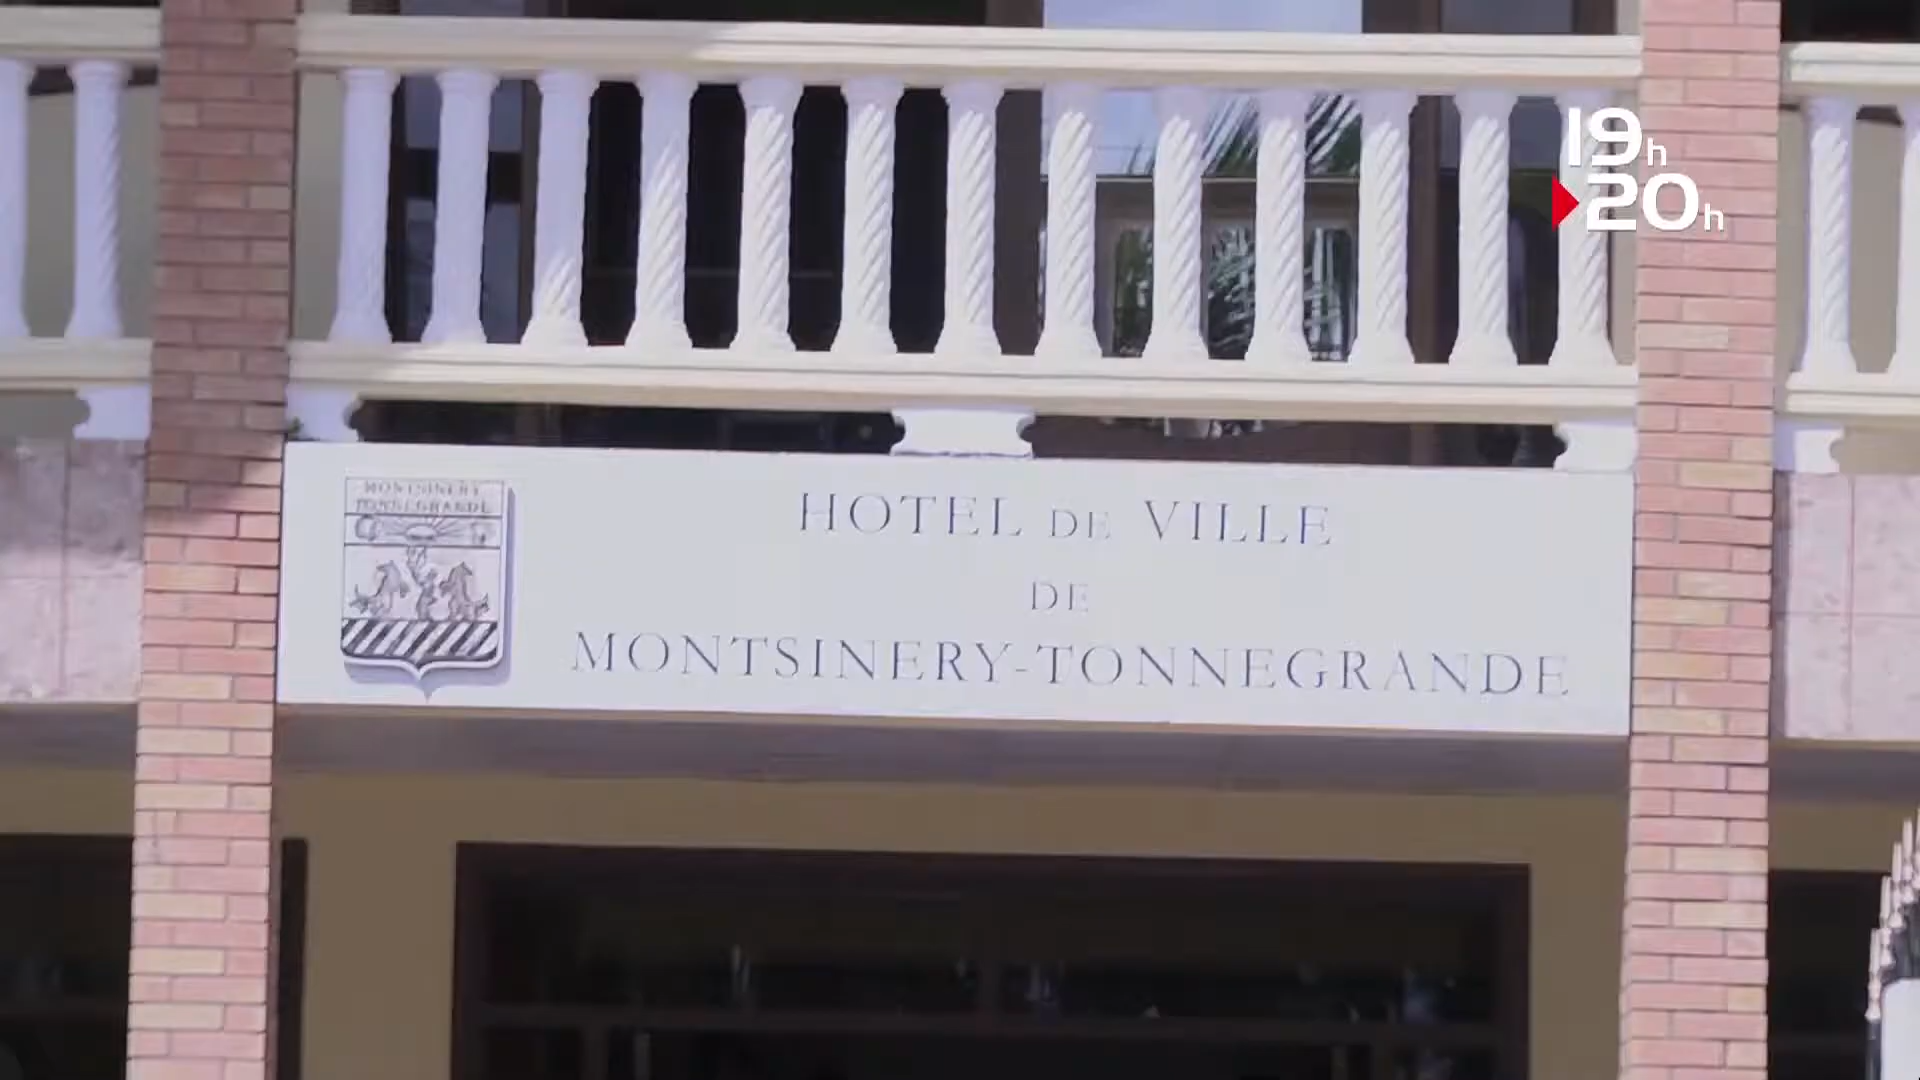 19h
20h
MONTSINERY
TONNEGRANDE
HOTEL DE VILLE
DE
MONTSINERY-TONNEGRANDE